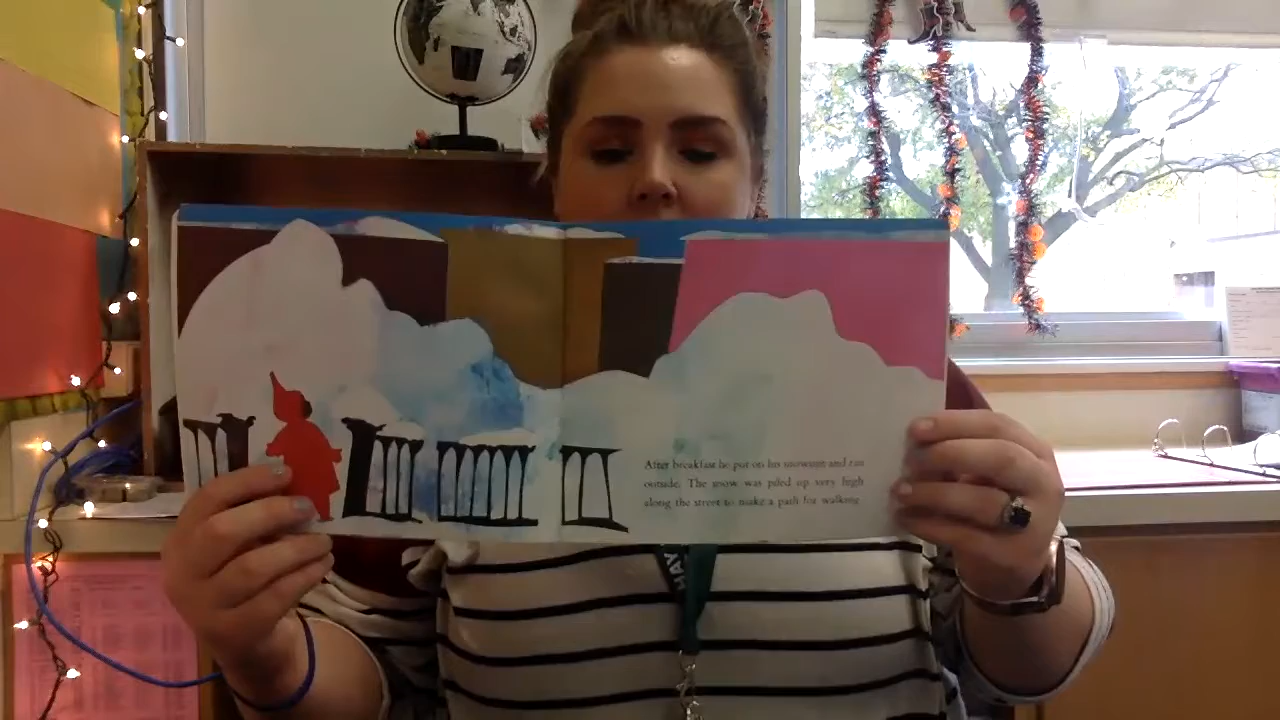 After breakfast he put on his snowsuit and ran
outside. The snow was piled up very high
along the street to make a path for walking.
HAY